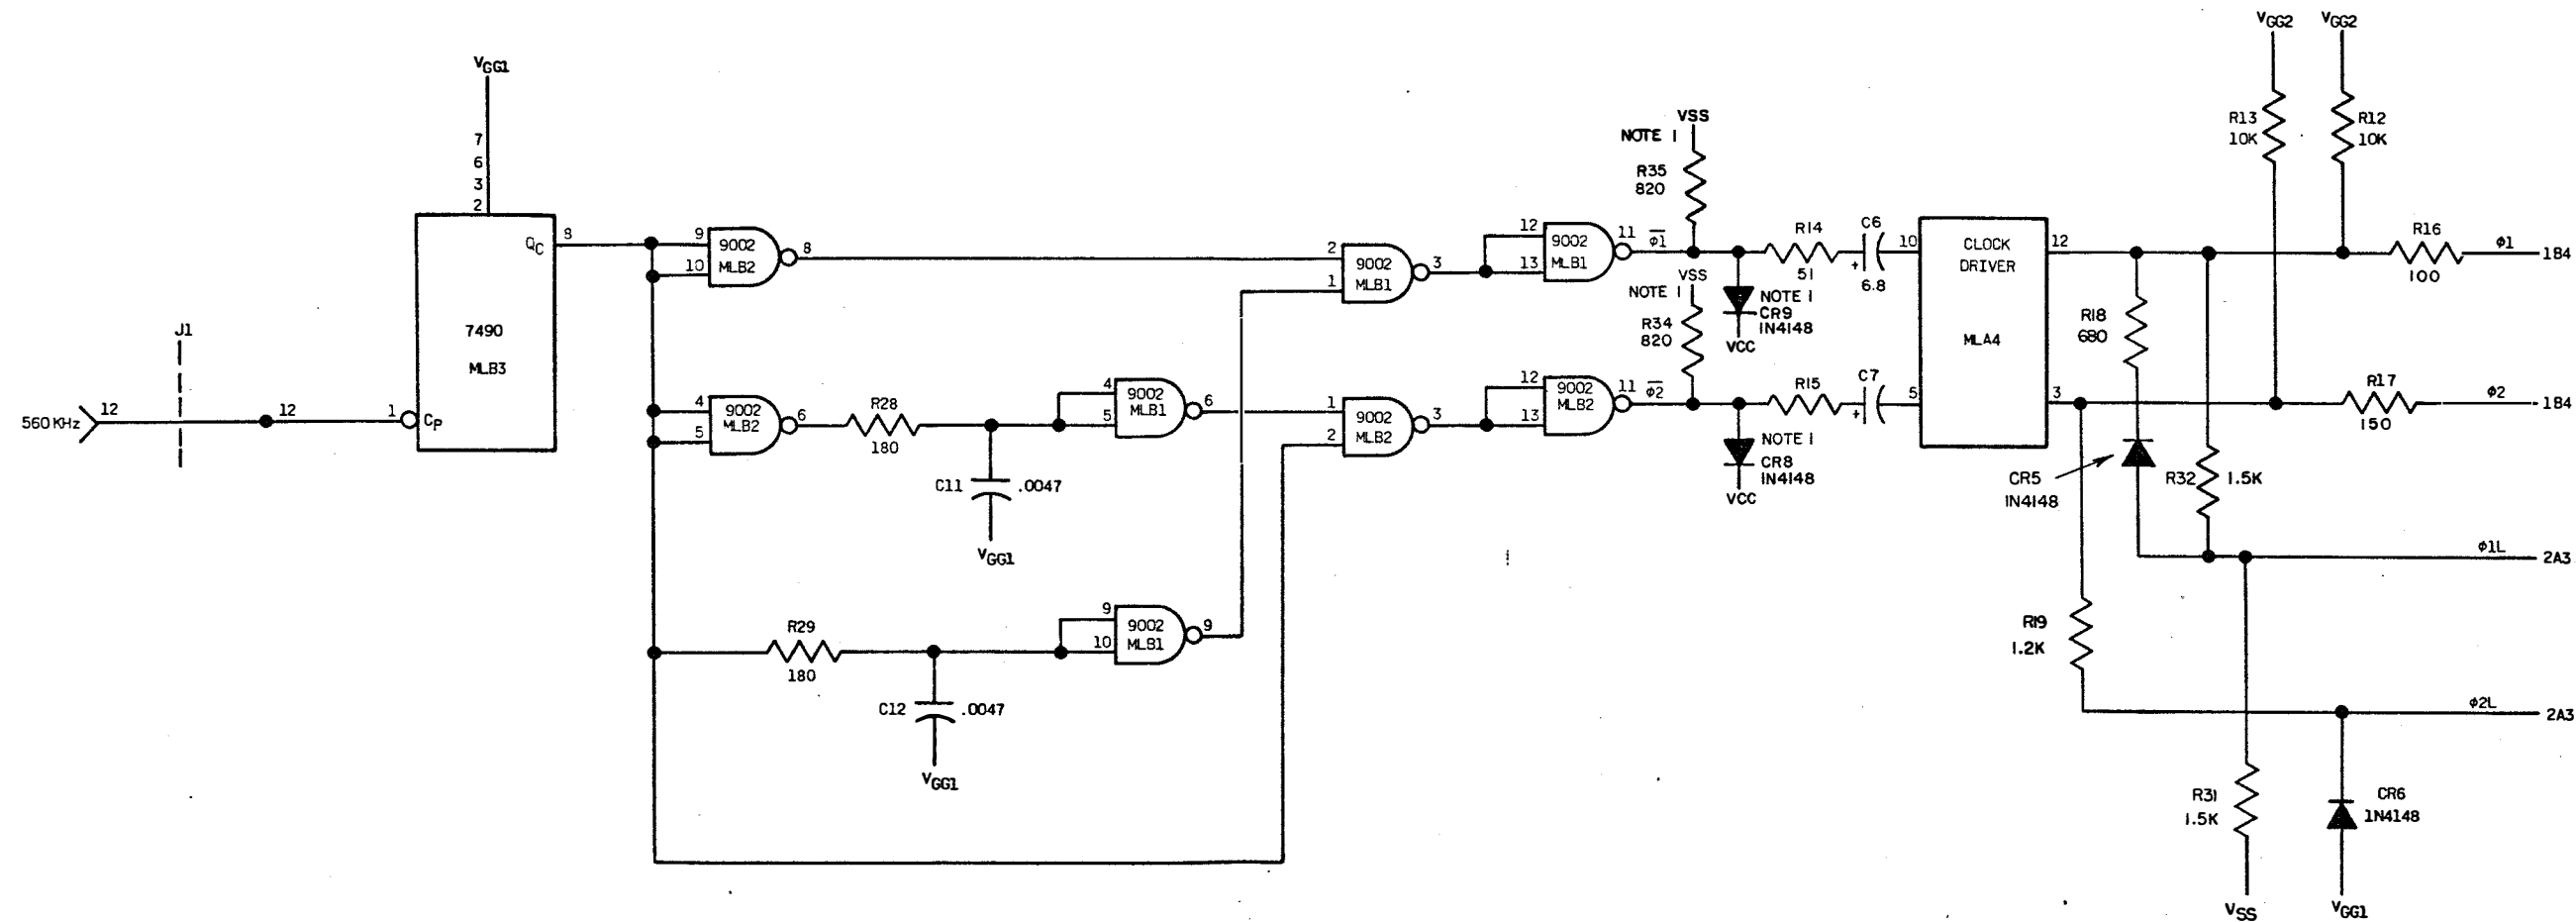 VGG2
VGG2
VGG1
7
6
3
2
R13
10K
R12
10K
VSS
NOTE 1
R35
820
QC
8
7490
MLB3
1
CP
J1
560 KHz
12
12
9
10
9002
MLB2
8
2
1
9002
MLB1
3
12
13
9002
MLB1
11
φ1
R14
51
C6
+
6.8
10
CLOCK
DRIVER
MLA4
12
R16
100
φ1
1B4
VSS
NOTE 1
R34
820
NOTE 1
CR9
1N4148
VCC
R18
680
4
5
9002
MLB2
6
R28
180
4
5
9002
MLB1
6
1
2
9002
MLB2
3
12
13
9002
MLB2
11
φ2
R15
C7
+
5
3
R17
150
φ2
1B4
C11
.0047
VGG1
NOTE 1
CR8
1N4148
VCC
CR5
1N4148
R32
1.5K
φ1L
2A3
R29
180
9
10
9002
MLB1
9
R19
1.2K
C12
.0047
VGG1
φ2L
2A3
R31
1.5K
CR6
1N4148
VSS
VGG1